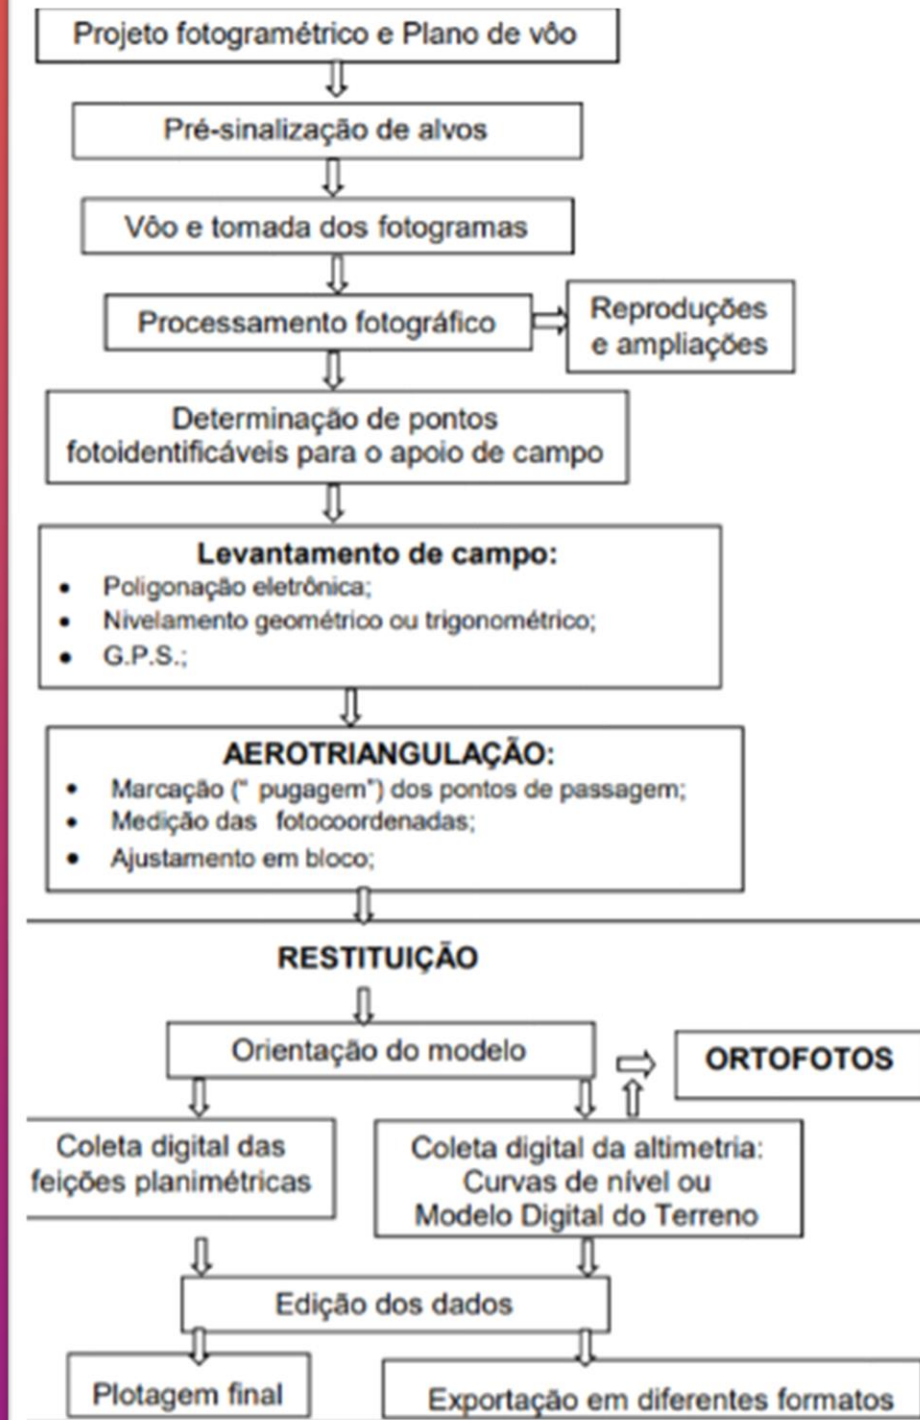 Projeto fotogramétrico e Plano de vôo
Pré-sinalização de alvos
Vôo e tomada dos fotogramas
Processamento fotográfico
Reproduções
e ampliações
Determinação de pontos
fotoidentificáveis para o apoio de campo
Levantamento de campo:
• Poligonação eletrônica;
• Nivelamento geométrico ou trigonométrico;
• G.P.S.;
AEROTRIANGULAÇÃO:
• Marcação (" pugagem") dos pontos de passagem;
• Medição das fotocoordenadas;
• Ajustamento em bloco;
RESTITUIÇÃO
Orientação do modelo
ORTOFOTOS
Coleta digital das
feições planimétricas
Coleta digital da altimetria:
Curvas de nível ou
Modelo Digital do Terreno
Edição dos dados
Plotagem final
Exportação em diferentes formatos